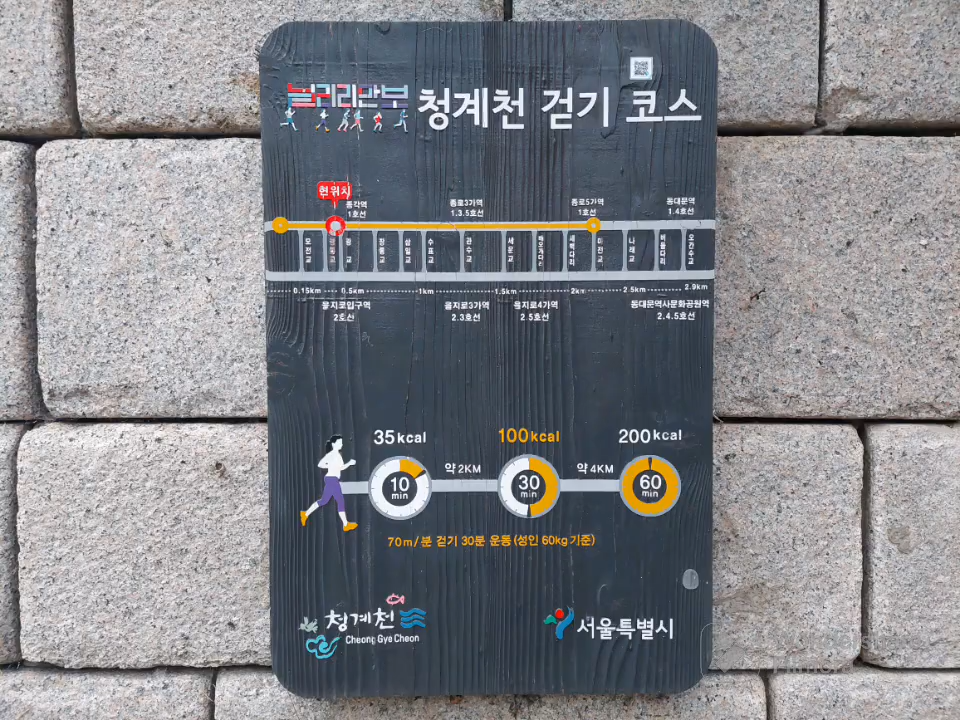 청계천 걷기 코스
현위치
종각역
1호선
종로3가역
1.3.5호선
종로5가역
1호선
동대문역
1.4호선
모전교
광통교
광교
장통교
삼일교
수표교
관수교
세운교
배오개다리
새벽다리
마전교
나래교
버들다리
오간수교
0.15km 0.5km 1km 1.5km 2km 2.5km 2.9km
을지로입구역
2호선
을지로3가역
2.3호선
을지로4가역
2.5호선
동대문역사문화공원역
2.4.5호선
35kcal 100kcal 200kcal
10 min
약 2KM
30 min
약 4KM
60 min
70m/분 걷기 30분 운동 (성인 60kg 기준)
청계천
Cheong Gye Cheon
서울특별시